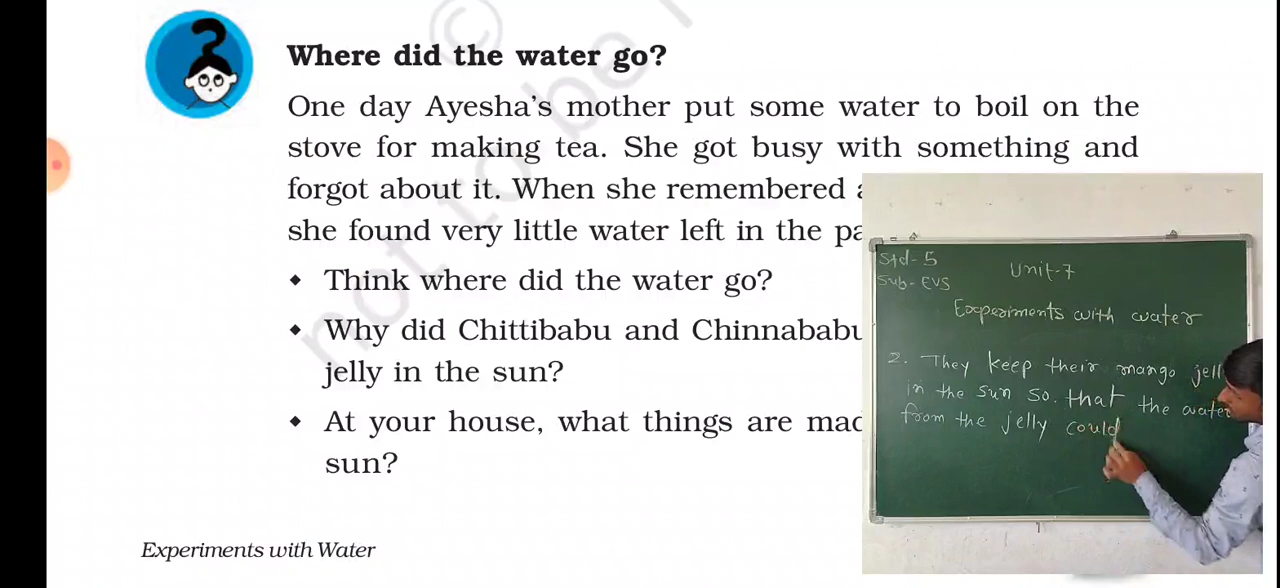 Where did the water go?
One day Ayesha's mother put some water to boil on the
stove for making tea. She got busy with something and
forgot about it. When she remembered
she found very little water left in the
◆ Think where did the water go?
◆ Why did Chittibabu and Chinnababu
jelly in the sun?
◆ At your house, what things are
sun?
Experiments with Water
not to be
©
Std-5
Sub-EVS
Unit-7
Experiments with water
2. They keep their mango
in the sun so. that the water
from the jelly could